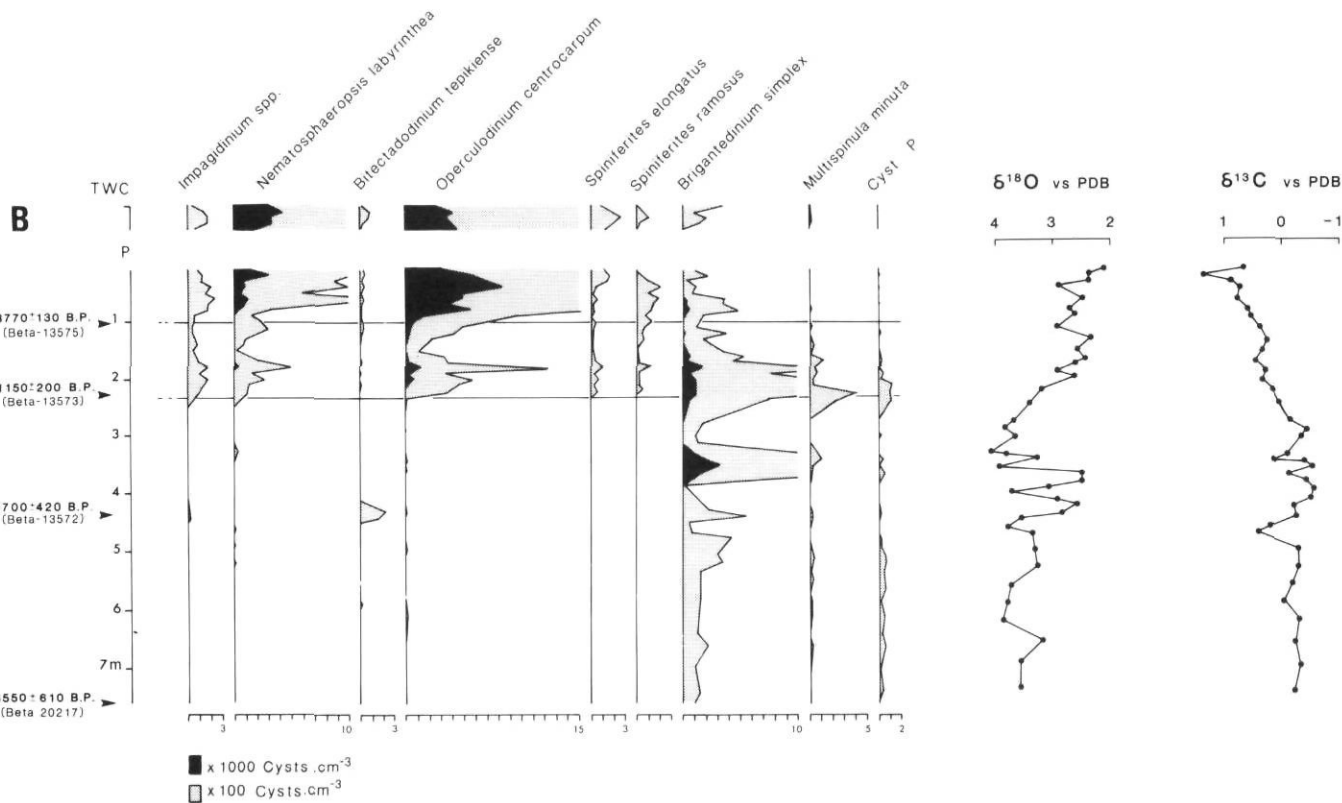 Impagidinium spp.
Nematosphaeropsis labyrinthea
Bitectadodinium tepikiense
Operculodinium centrocarpum
Spiniferites elongatus
Spiniferites ramosus
Brigantedinium simplex
Multispinula minuta
Cyst P
TWC
B
P
δ18O vs PDB
δ13C vs PDB
4 3 2
1 0 -1
770±130 B.P.
(Beta-13575)
1
2
150±200 B.P.
(Beta-13573)
3
4
700±420 B.P.
(Beta-13572)
5
6
7m
550±610 B.P.
(Beta 20217)
3 10 3 15 3 10 5 2
x 1000 Cysts.cm-3
x 100 Cysts.cm-3